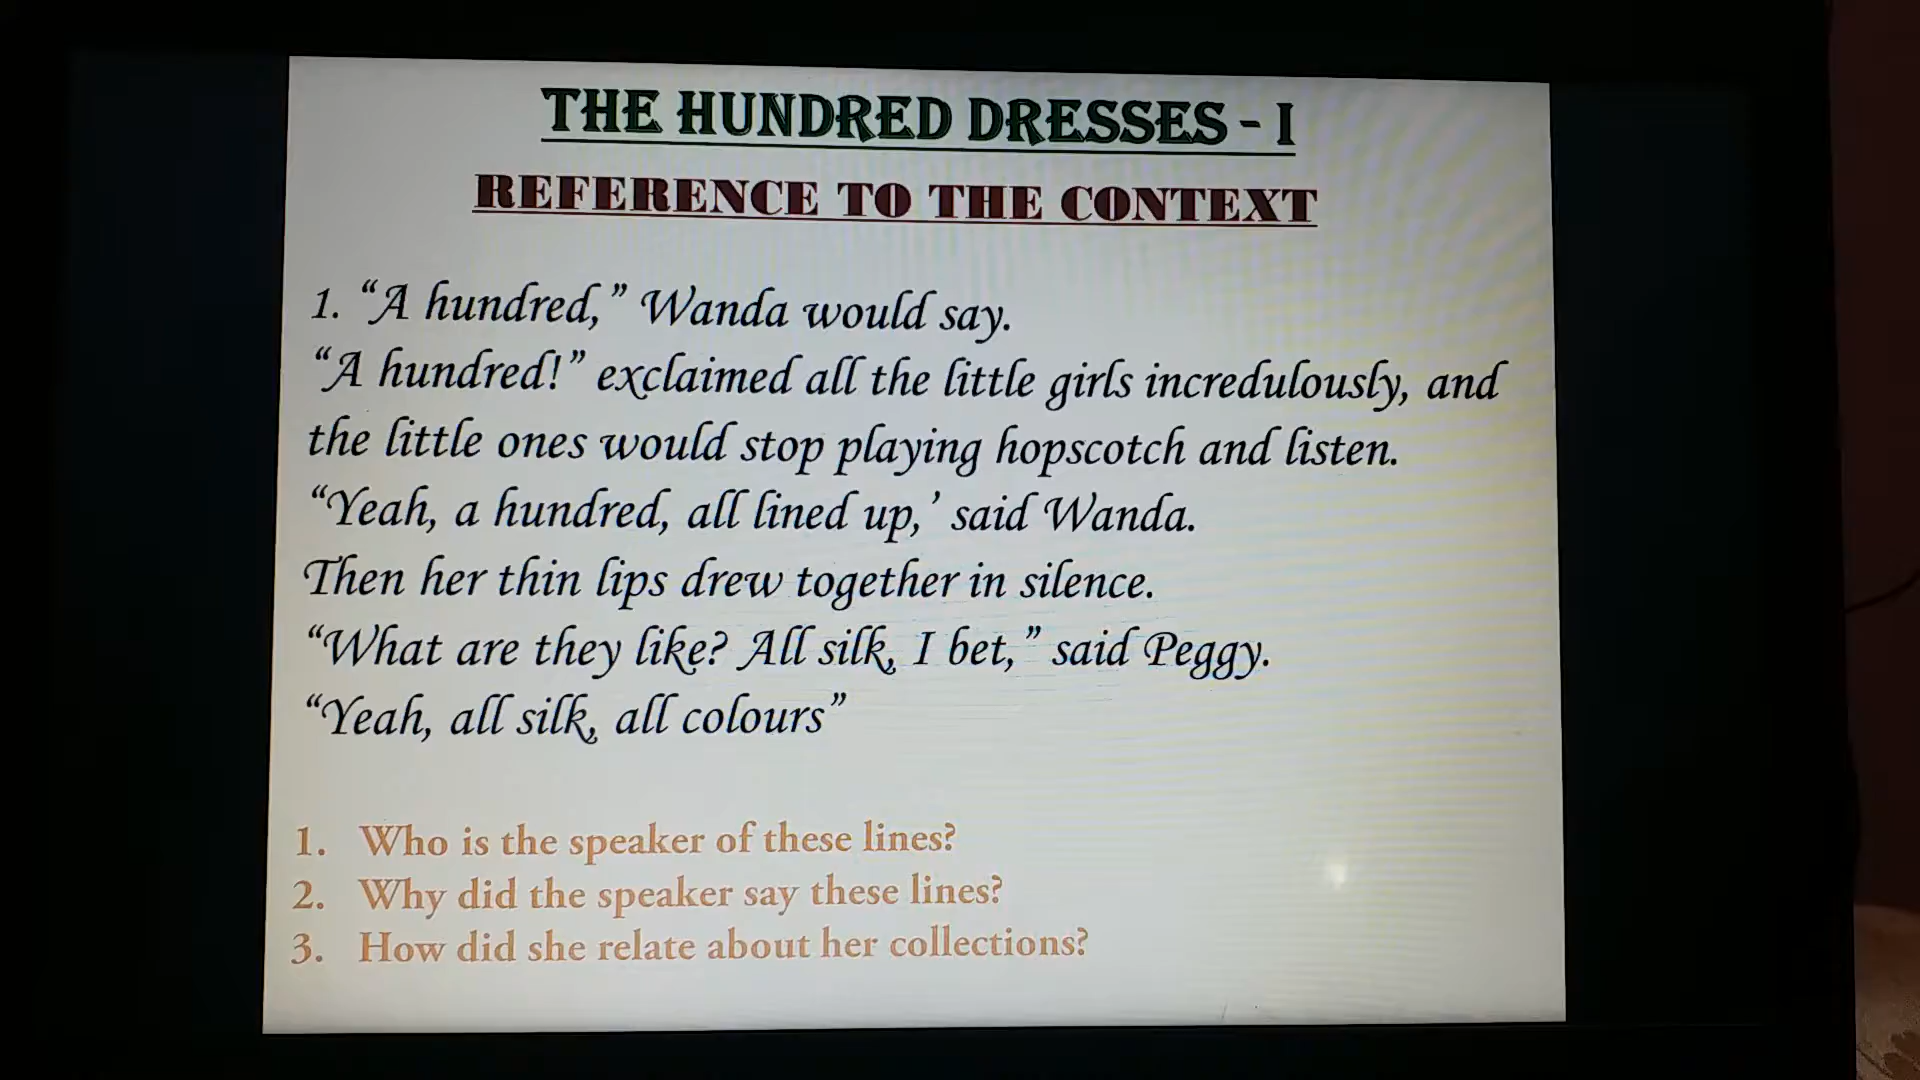 THE HUNDRED DRESSES - I
REFERENCE TO THE CONTEXT
1. “A hundred,” Wanda would say.
“A hundred!” exclaimed all the little girls incredulously, and
the little ones would stop playing hopscotch and listen.
“Yeah, a hundred, all lined up,’ said Wanda.
Then her thin lips drew together in silence.
“What are they like? All silk, I bet,” said Peggy.
“Yeah, all silk, all colours”
1. Who is the speaker of these lines?
2. Why did the speaker say these lines?
3. How did she relate about her collections?